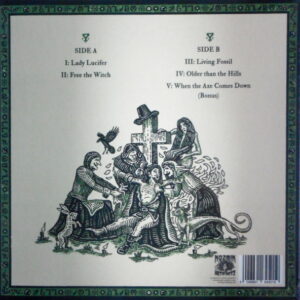 SIDE A
I: Lady Lucifer
II: Free the Witch
SIDE B
III: Living Fossil
IV: Older than the Hills
V: When the Axe Comes Down
(Bonus)